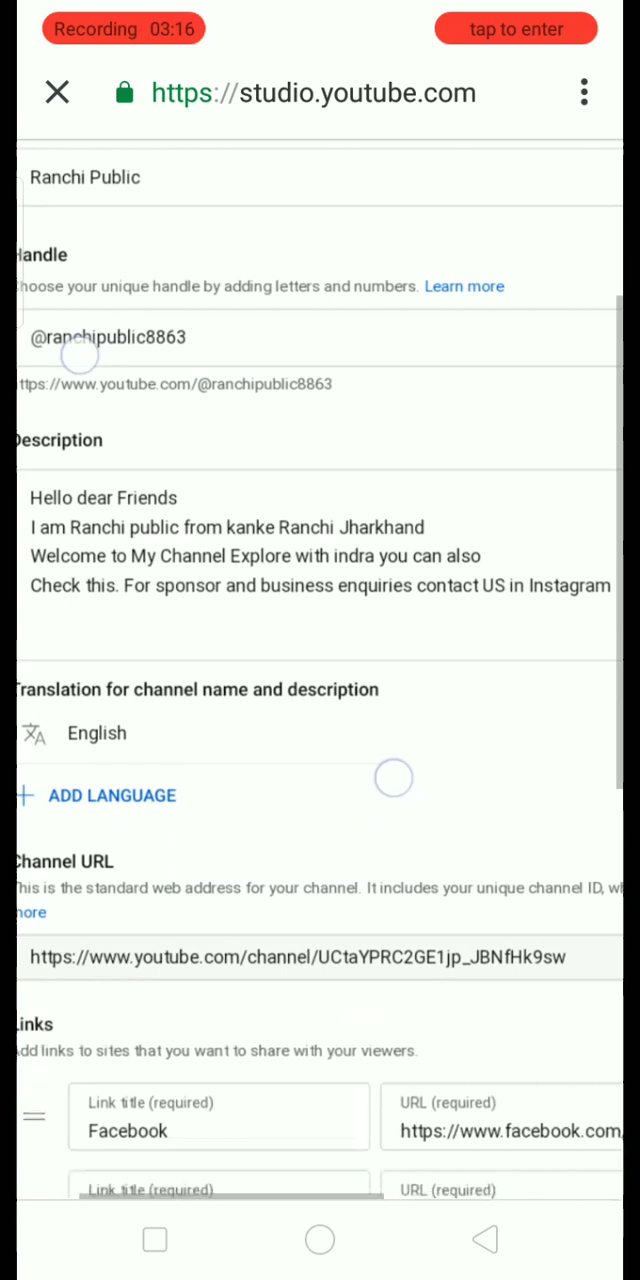 Recording 03:16
tap to enter
https://studio.youtube.com
Ranchi Public
Handle
hoose your unique handle by adding letters and numbers. Learn more
@ranchipublic8863
ttps://www.youtube.com/@ranchipublic8863
Description
Hello dear Friends
I am Ranchi public from kanke Ranchi Jharkhand
Welcome to My Channel Explore with indra you can also
Check this. For sponsor and business enquiries contact US in Instagram
Translation for channel name and description
English
+ ADD LANGUAGE
Channel URL
This is the standard web address for your channel. It includes your unique channel ID, wh
more
https://www.youtube.com/channel/UCtaYPRC2GE1jp_JBNfHk9sw
Links
Add links to sites that you want to share with your viewers.
Link title (required)
URL (required)
Facebook
https://www.facebook.com,
Link title (required)
URL (required)